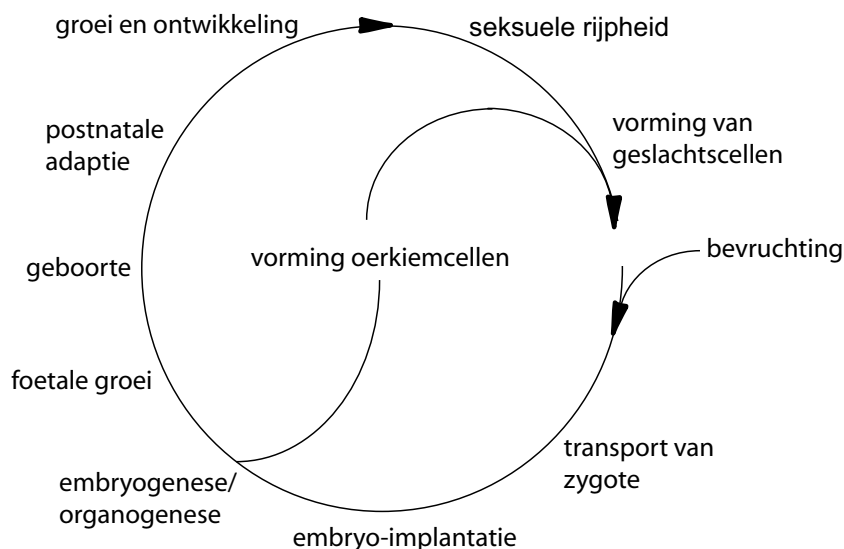 groei en ontwikkeling
seksuele rijpheid
vorming van
geslachtscellen
postnatale
adaptie
bevruchting
vorming oerkiemcellen
geboorte
foetale groei
transport van
zygote
embryogenese/
organogenese
embryo-implantatie